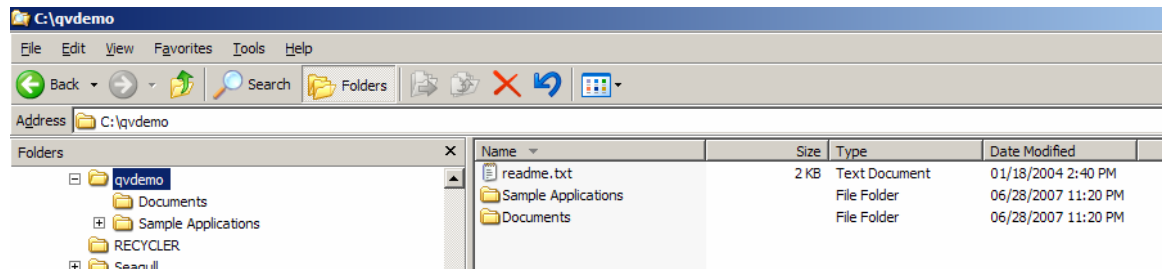 C:\qvdemo
File Edit View Favorites Tools Help
Back Search Folders
Address C:\qvdemo
Folders Name Size Type Date Modified
qvdemo readme.txt 2 KB Text Document 01/18/2004 2:40 PM
Documents Sample Applications File Folder 06/28/2007 11:20 PM
Sample Applications Documents File Folder 06/28/2007 11:20 PM
RECYCLER
Seagull